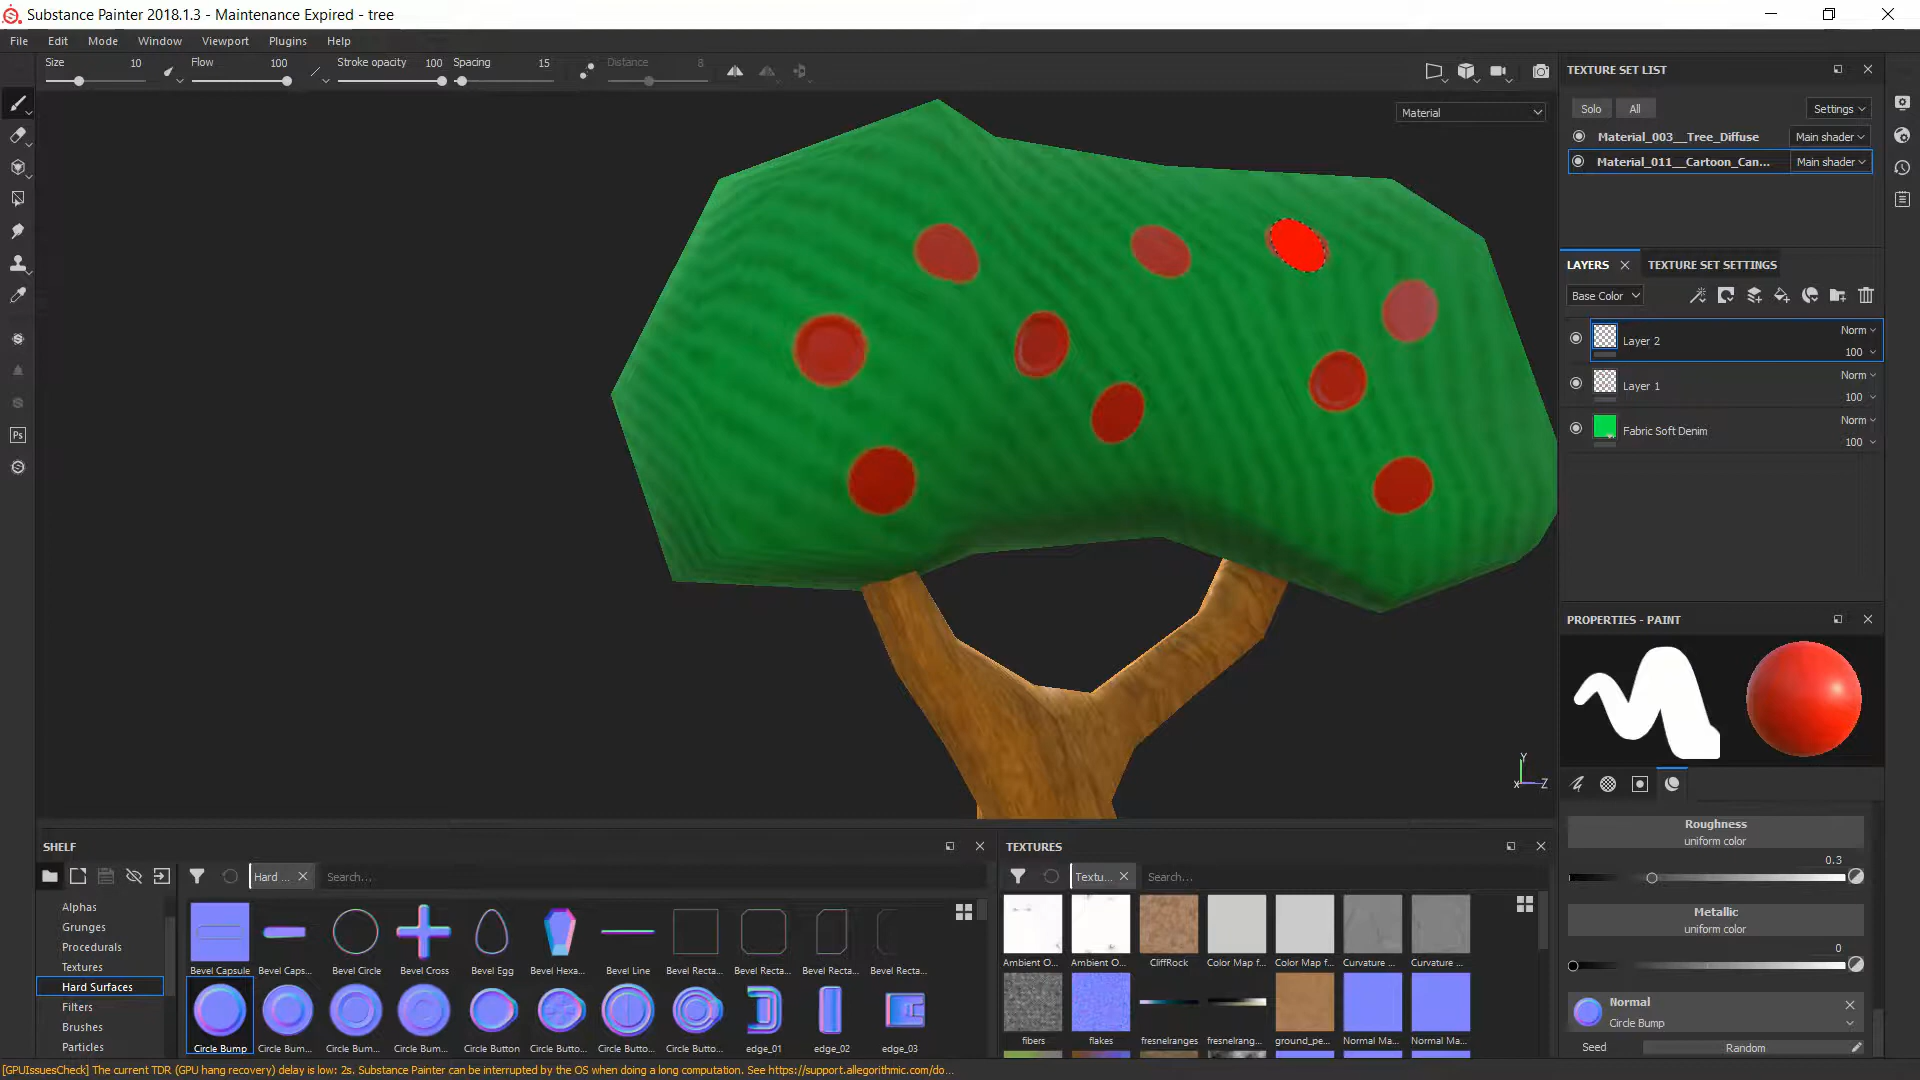 Substance Painter 2018.1.3 - Maintenance Expired - tree
File Edit Mode Window Viewport Plugins Help
Size 10 Flow 100 Stroke opacity 100 Spacing 15 Distance 8
Material
TEXTURE SET LIST
Solo All Settings
Material_003__Tree_Diffuse Main shader
Material_011__Cartoon_Can... Main shader
LAYERS TEXTURE SET SETTINGS
Base Color
Layer 2 Norm 100
Layer 1 Norm 100
Fabric Soft Denim Norm 100
PROPERTIES - PAINT
Y
X Z
Roughness
uniform color
0.3
Metallic
uniform color
0
Normal
Circle Bump
Seed Random
SHELF
Hard ... Search...
Alphas
Grunges
Procedurals
Textures
Hard Surfaces
Filters
Brushes
Particles
Bevel Capsule Bevel Caps... Bevel Circle Bevel Cross Bevel Egg Bevel Hexa... Bevel Line Bevel Recta... Bevel Recta... Bevel Recta... Bevel Recta...
Circle Bump Circle Bum... Circle Bum... Circle Bum... Circle Button Circle Butto... Circle Butto... Circle Butto... edge_01 edge_02 edge_03
TEXTURES
Textu... Search...
Ambient O... Ambient O... CliffRock Color Map f... Color Map f... Curvature ... Curvature ...
fibers flakes fresnelranges fresnelrang... ground_pe... Normal Ma... Normal Ma...
Ps
[GPUIssuesCheck] The current TDR (GPU hang recovery) delay is low: 2s. Substance Painter can be interrupted by the OS when doing a long computation. See https://support.allegorithmic.com/do...